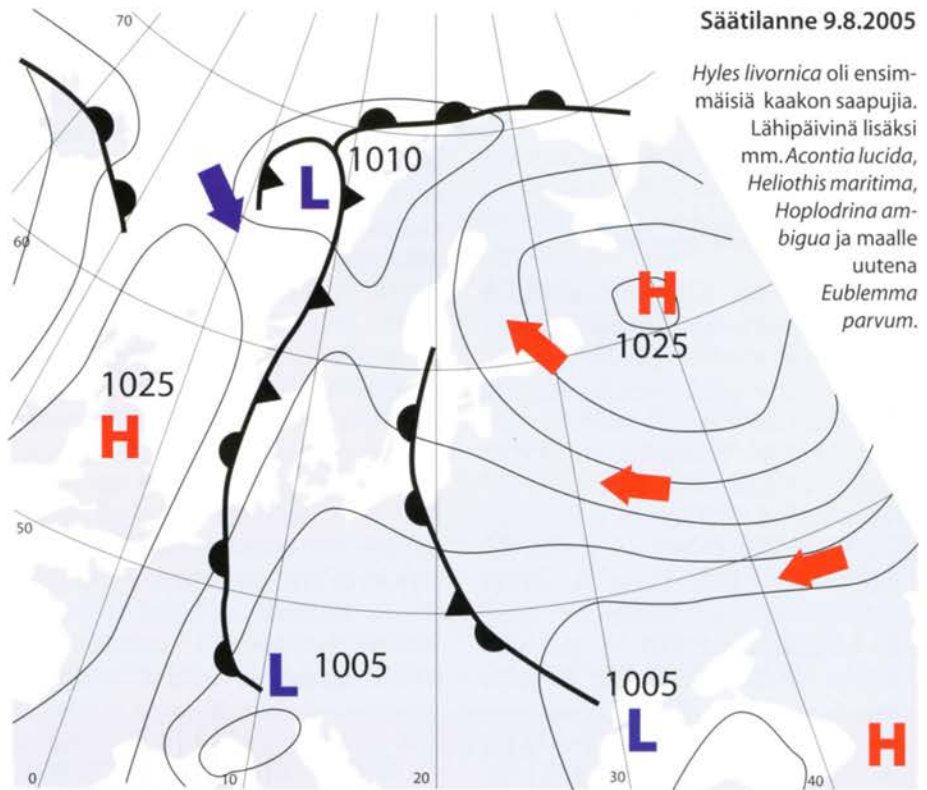 Säätilanne 9.8.2005
Hyles livornica oli ensim-
mäisiä kaakon saapujia.
Lähipäivinä lisäksi
mm. Acontia lucida,
Heliothis maritima,
Hoplodrina am-
bigua ja maalle
uutena
Eublemma
parvum.
70
1010
L
60
H
1025
1025
H
50
L
1005
1005
L
H
0
10
20
30
40